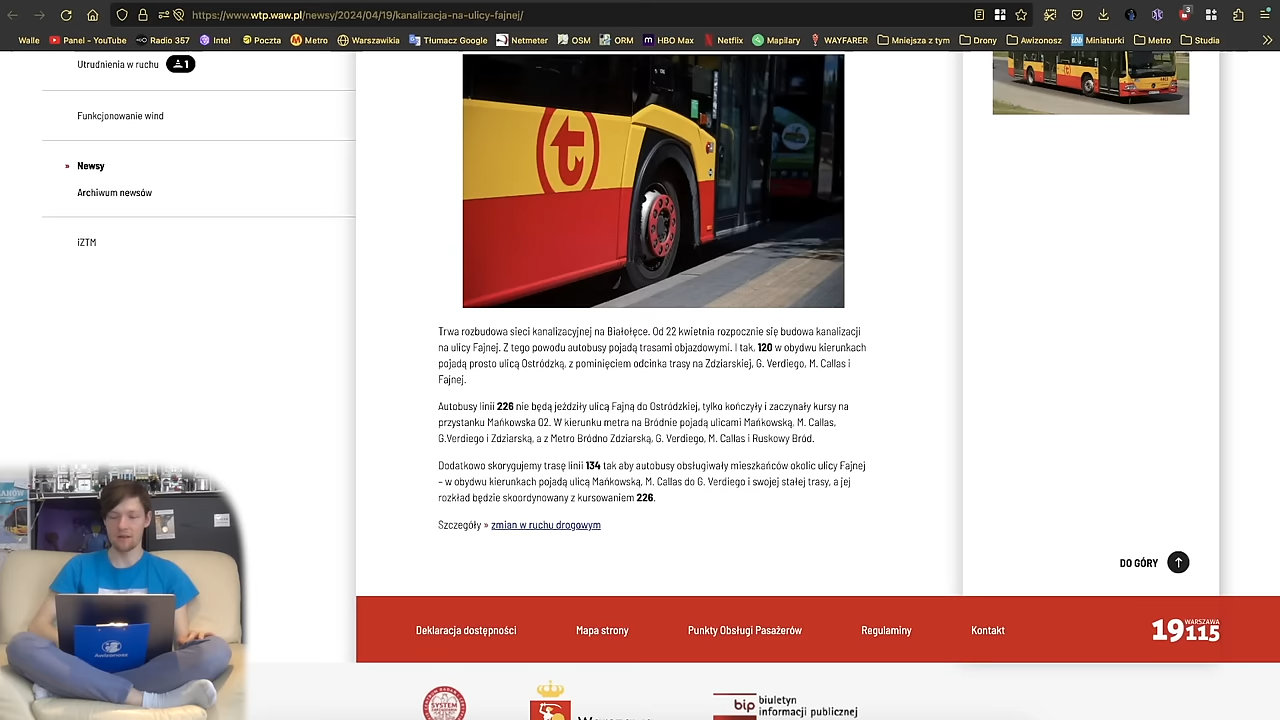 https://www.wtp.waw.pl/newsy/2024/04/19/kanalizacja-na-ulicy-fajnej/
3
Walle Panel - YouTube Radio 357 Intel Poczta Metro Warszawikia Tłumacz Google Netmeter OSM ORM HBO Max Netflix Mapilary WAYFARER Mniejsza z tym Drony Awizonosz Miniaturki Metro Studia
Utrudnienia w ruchu 1
Funkcjonowanie wind
» Newsy
Archiwum newsów
iZTM
Trwa rozbudowa sieci kanalizacyjnej na Białołęce. Od 22 kwietnia rozpocznie się budowa kanalizacji
na ulicy Fajnej. Z tego powodu autobusy pojadą trasami objazdowymi. I tak, 120 w obydwu kierunkach
pojadą prosto ulicą Ostródzką, z pominięciem odcinka trasy na Zdziarskiej, G. Verdiego, M. Callas i
Fajnej.
Autobusy linii 226 nie będą jeździły ulicą Fajną do Ostródzkiej, tylko kończyły i zaczynały kursy na
przystanku Mańkowska 02. W kierunku metra na Bródnie pojadą ulicami Mańkowską, M. Callas,
G.Verdiego i Zdziarską, a z Metro Bródno Zdziarską, G. Verdiego, M. Callas i Ruskowy Bród.
Dodatkowo skorygujemy trasę linii 134 tak aby autobusy obsługiwały mieszkańców okolic ulicy Fajnej
– w obydwu kierunkach pojadą ulicą Mańkowską, M. Callas do G. Verdiego i swojej stałej trasy, a jej
rozkład będzie skoordynowany z kursowaniem 226.
Szczegóły » zmian w ruchu drogowym
DO GÓRY
Deklaracja dostępności Mapa strony Punkty Obsługi Pasażerów Regulaminy Kontakt
WARSZAWA
19115
Awizonosz
SYSTEM
bip biuletyn
informacji publicznej